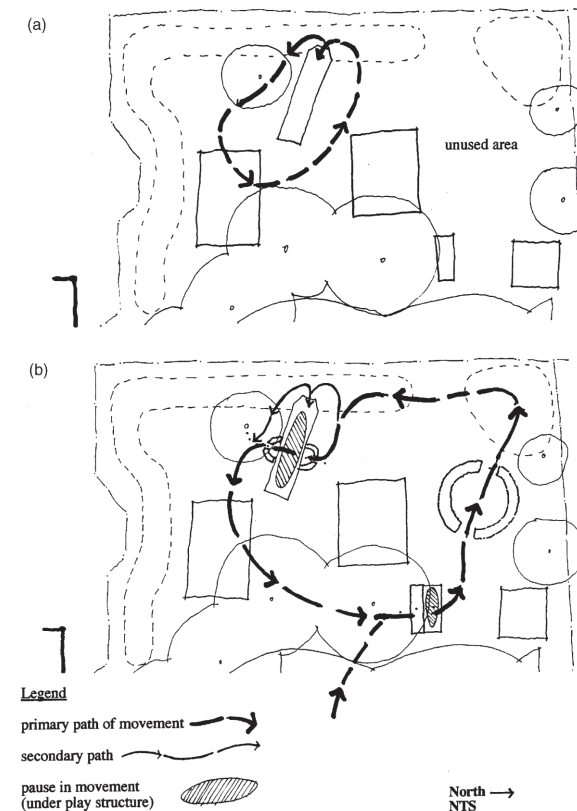 (a)
unused area
(b)
Legend
primary path of movement
secondary path
pause in movement
(under play structure)
North
NTS